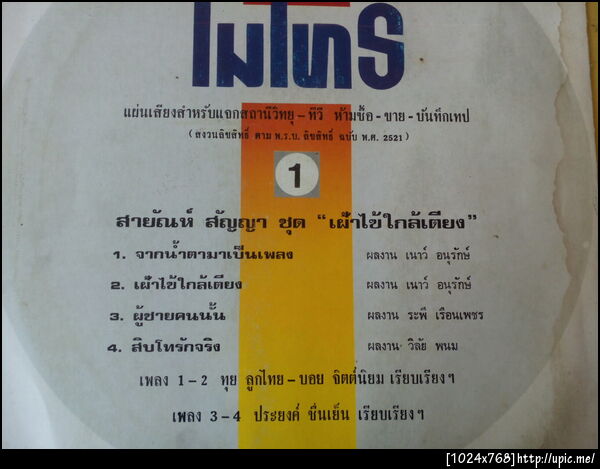 ไมโทร
แผ่นเสียงสำหรับแจกสถานีวิทยุ - ทีวี ห้ามซื้อ - ขาย - บันทึกเทป
( สงวนลิขสิทธิ์ ตาม พ.ร.บ. ลิขสิทธิ์ ฉบับ พ.ศ. 2521 )
1
สายัณห์ สัญญา ชุด "เฝ้าไข้ใกล้เตียง"
1. จากน้ำตามาเป็นเพลง ผลงาน เนาว์ อนุรักษ์
2. เฝ้าไข้ใกล้เตียง ผลงาน เนาว์ อนุรักษ์
3. ผู้ชายคนนั้น ผลงาน ระพี เรือนเพชร
4. สิบโทรักจริง ผลงาน วิลัย พนม
เพลง 1 - 2 ทุย ลูกไทย - บอย จิตต์นิยม เรียบเรียง ฯ
เพลง 3 - 4 ประยงค์ ชื่นเย็น เรียบเรียง ฯ
[1024x768]http://upic.me/